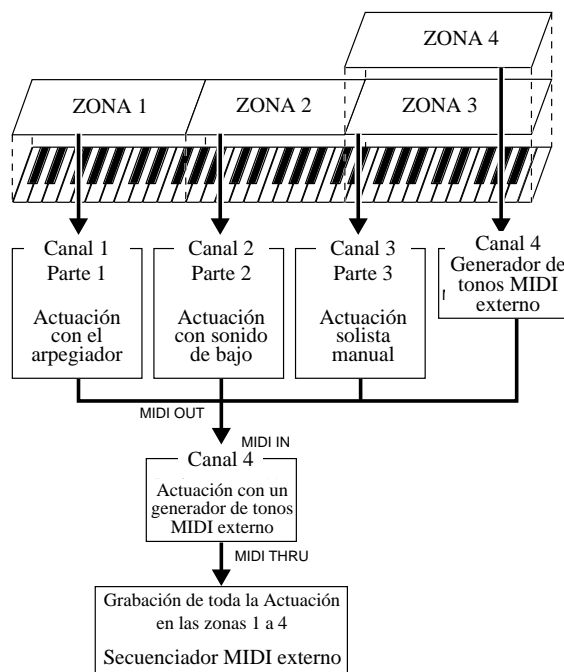 ZONA 4
ZONA 1
ZONA 2
ZONA 3
Canal 1
Parte 1
Actuación
con el
arpegiador
Canal 2
Parte 2
Actuación
con sonido
de bajo
Canal 3
Parte 3
Actuación
solista
manual
Canal 4
Generador de
tonos MIDI
externo
MIDI OUT
MIDI IN
Canal 4
Actuación con un
generador de tonos
MIDI externo
MIDI THRU
Grabación de toda la Actuación
en las zonas 1 a 4
Secuenciador MIDI externo